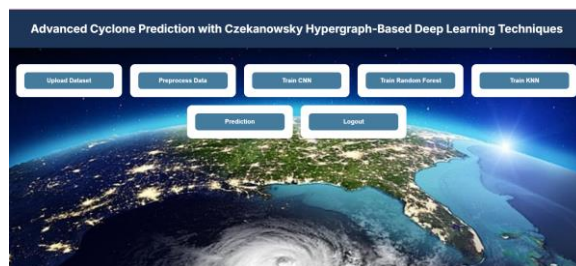 Advanced Cyclone Prediction with Czekanowsky Hypergraph-Based Deep Learning Techniques
Upload Dataset
Preprocess Data
Train CNN
Train Random Forest
Train KNN
Prediction
Logout